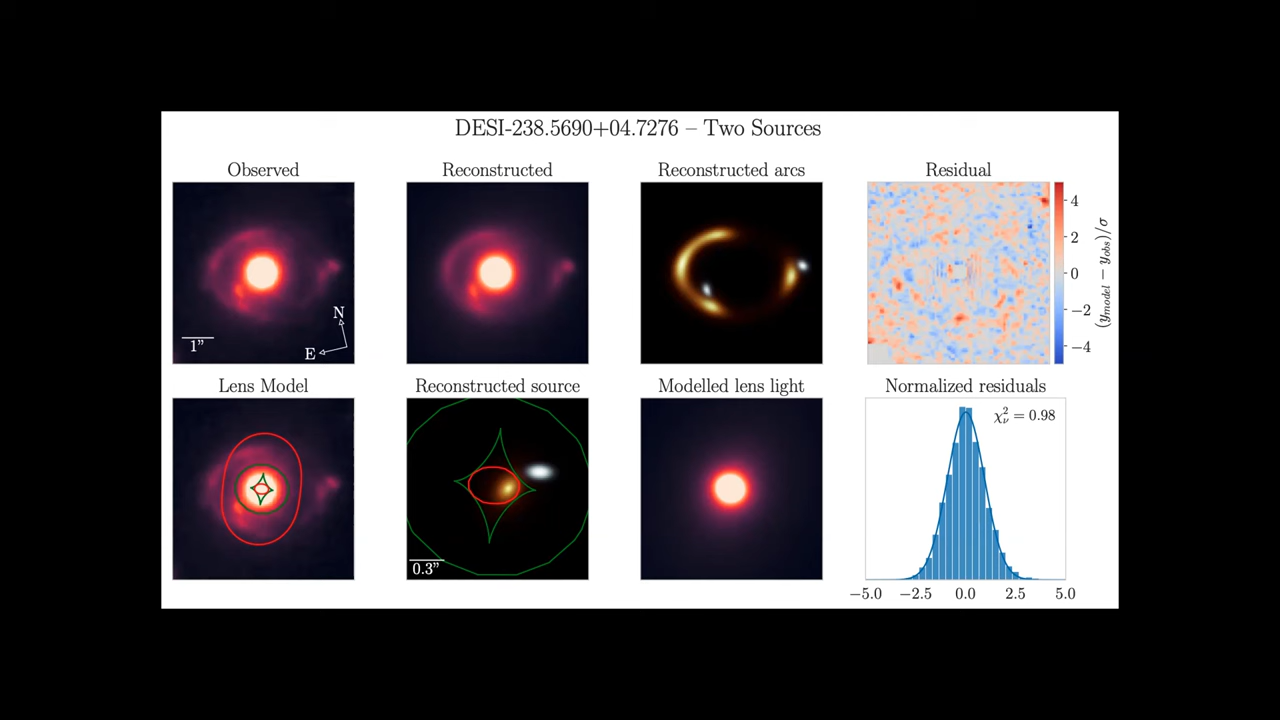 DESI-238.5690+04.7276 – Two Sources
Observed
Reconstructed
Reconstructed arcs
Residual
1"
N
E
4
2
0
−2
−4
(y_model − y_obs)/σ
Lens Model
Reconstructed source
Modelled lens light
Normalized residuals
0.3"
χ²_ν = 0.98
−5.0 −2.5 0.0 2.5 5.0